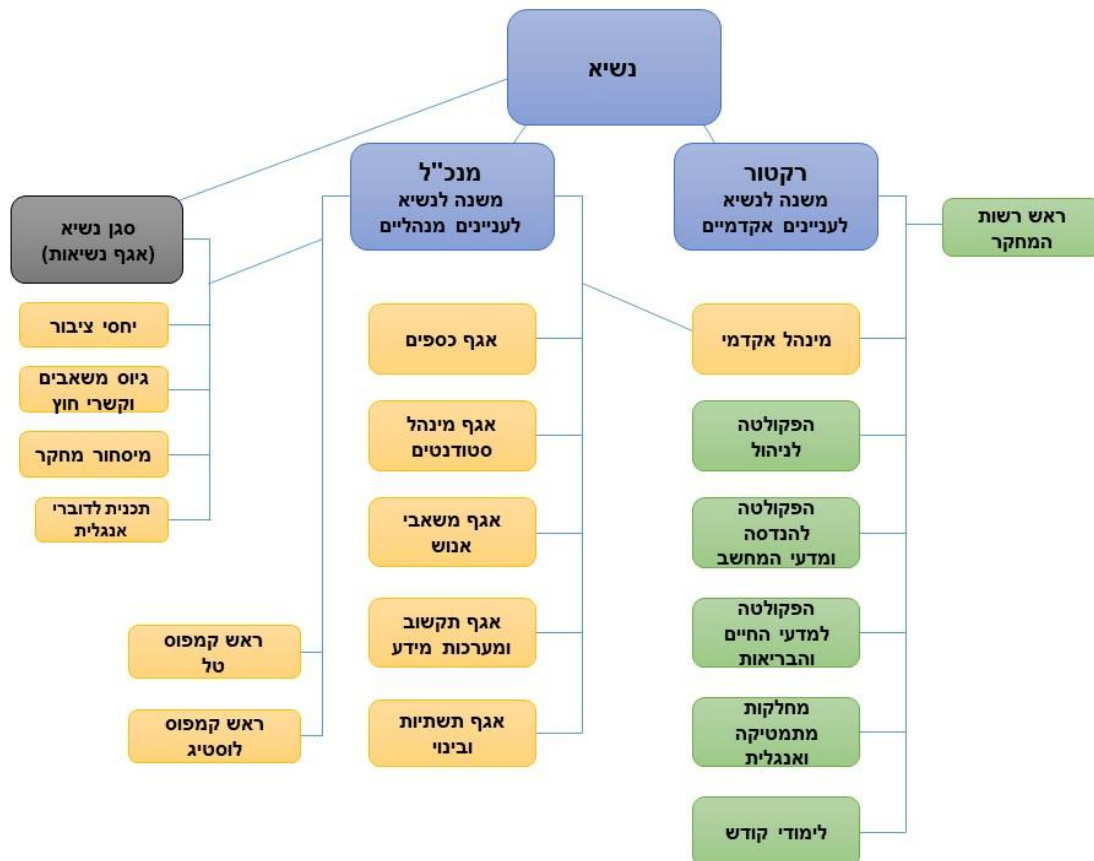 נשיא
רקטור
משנה לנשיא
לעניינים אקדמיים
מנכ"ל
משנה לנשיא
לעניינים מנהליים
סגן נשיא
(אגף נשיאות)
ראש רשות
המחקר
מינהל אקדמי
הפקולטה
לניהול
הפקולטה
להנדסה
ומדעי המחשב
הפקולטה
למדעי החיים
והבריאות
מחלקות
מתמטיקה
ואנגלית
לימודי קודש
אגף כספים
אגף מינהל
סטודנטים
אגף משאבי
אנוש
אגף תקשוב
ומערכות מידע
אגף תשתיות
ובינוי
ראש קמפוס
טל
ראש קמפוס
לוסטיג
יחסי ציבור
גיוס משאבים
וקשרי חוץ
מיסחור מחקר
תכנית לדוברי
אנגלית